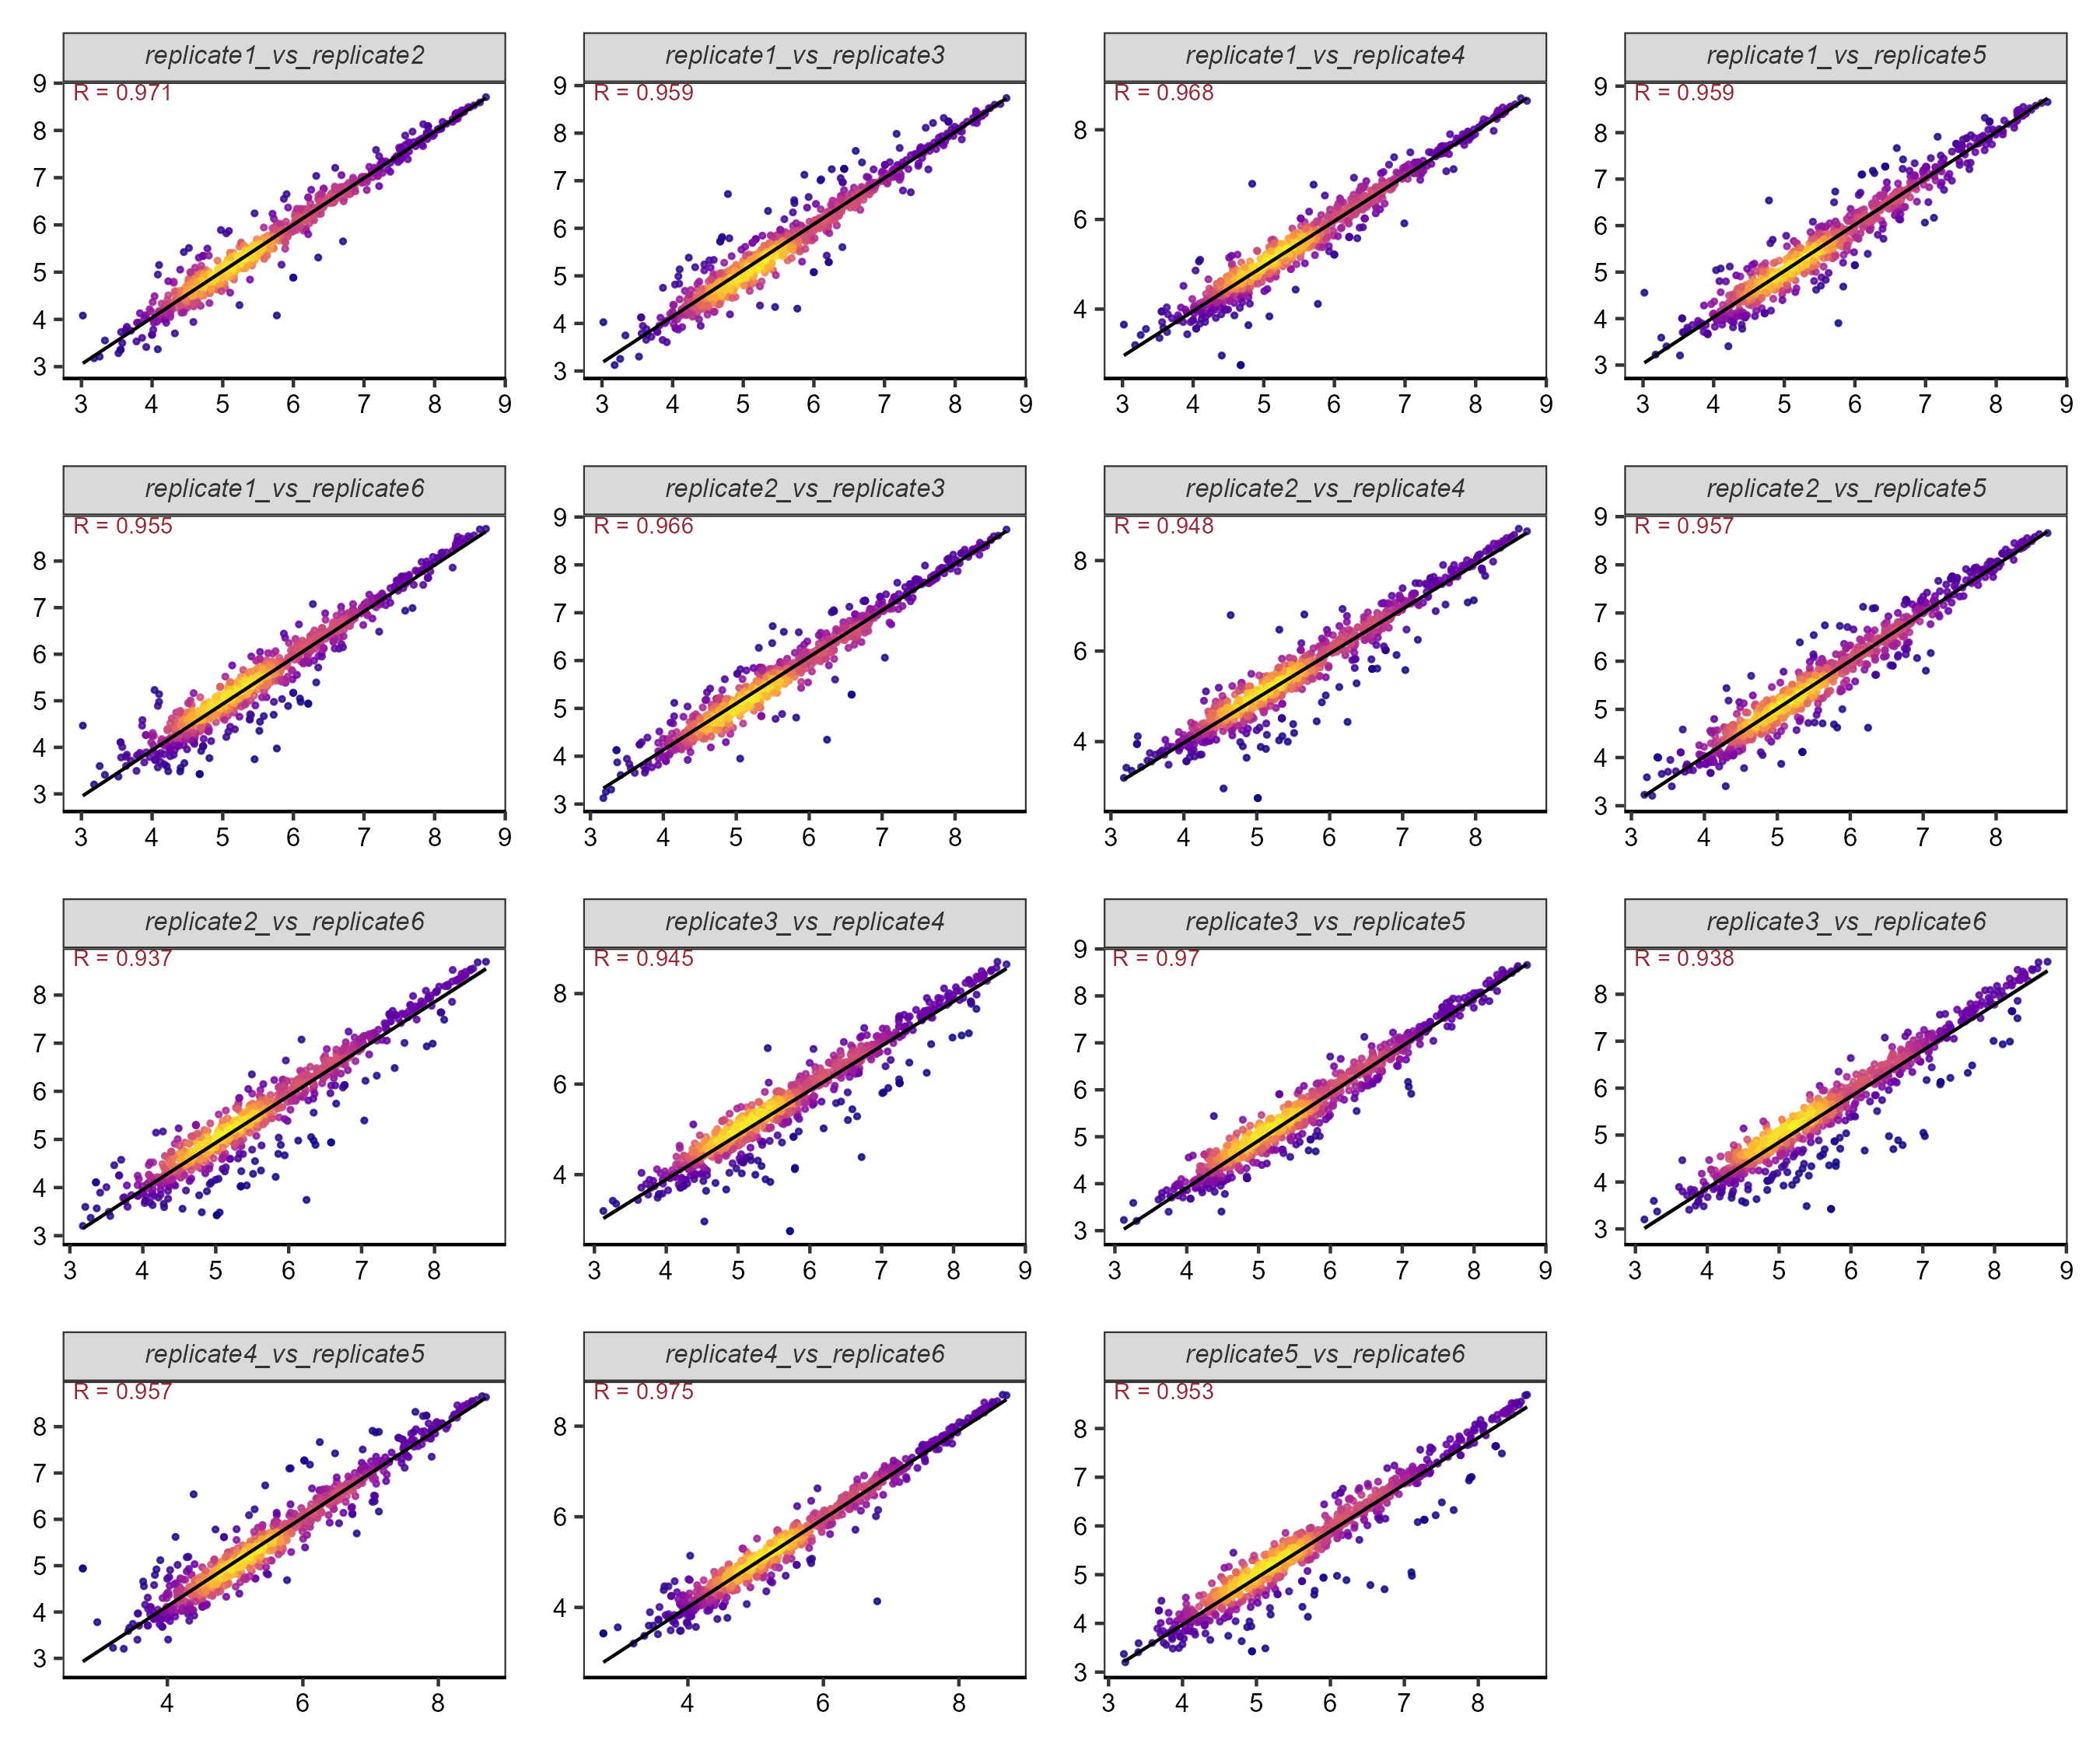 replicate1_vs_replicate2
R = 0.971
9
8
7
6
5
4
3
3 4 5 6 7 8 9
replicate1_vs_replicate3
R = 0.959
9
8
7
6
5
4
3
3 4 5 6 7 8 9
replicate1_vs_replicate4
R = 0.968
8
6
4
3 4 5 6 7 8 9
replicate1_vs_replicate5
R = 0.959
9
8
7
6
5
4
3
3 4 5 6 7 8 9
replicate1_vs_replicate6
R = 0.955
8
7
6
5
4
3
3 4 5 6 7 8 9
replicate2_vs_replicate3
R = 0.966
9
8
7
6
5
4
3
3 4 5 6 7 8
replicate2_vs_replicate4
R = 0.948
8
6
4
3 4 5 6 7 8
replicate2_vs_replicate5
R = 0.957
9
8
7
6
5
4
3
3 4 5 6 7 8
replicate2_vs_replicate6
R = 0.937
8
7
6
5
4
3
3 4 5 6 7 8
replicate3_vs_replicate4
R = 0.945
8
6
4
3 4 5 6 7 8 9
replicate3_vs_replicate5
R = 0.97
9
8
7
6
5
4
3
3 4 5 6 7 8 9
replicate3_vs_replicate6
R = 0.938
8
7
6
5
4
3
3 4 5 6 7 8 9
replicate4_vs_replicate5
R = 0.957
8
7
6
5
4
3
4 6 8
replicate4_vs_replicate6
R = 0.975
8
6
4
4 6 8
replicate5_vs_replicate6
R = 0.953
8
7
6
5
4
3
3 4 5 6 7 8